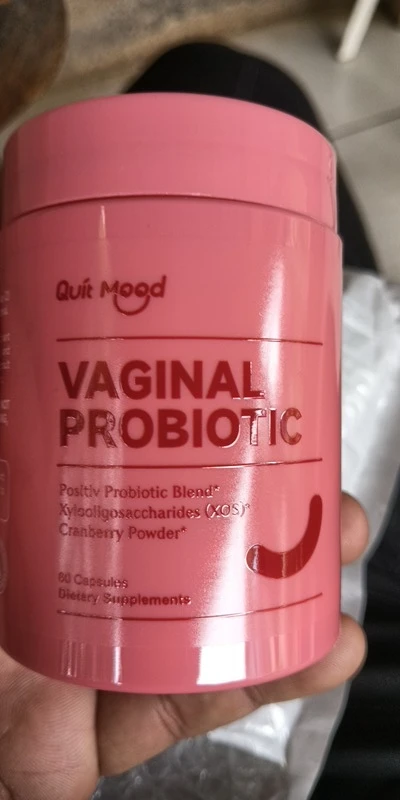 Quit Mood
VAGINAL
PROBIOTIC
Positiv Probiotic Blend*
Xylooligosaccharides (XOS)*
Cranberry Powder*
60 Capsules
Dietary Supplements